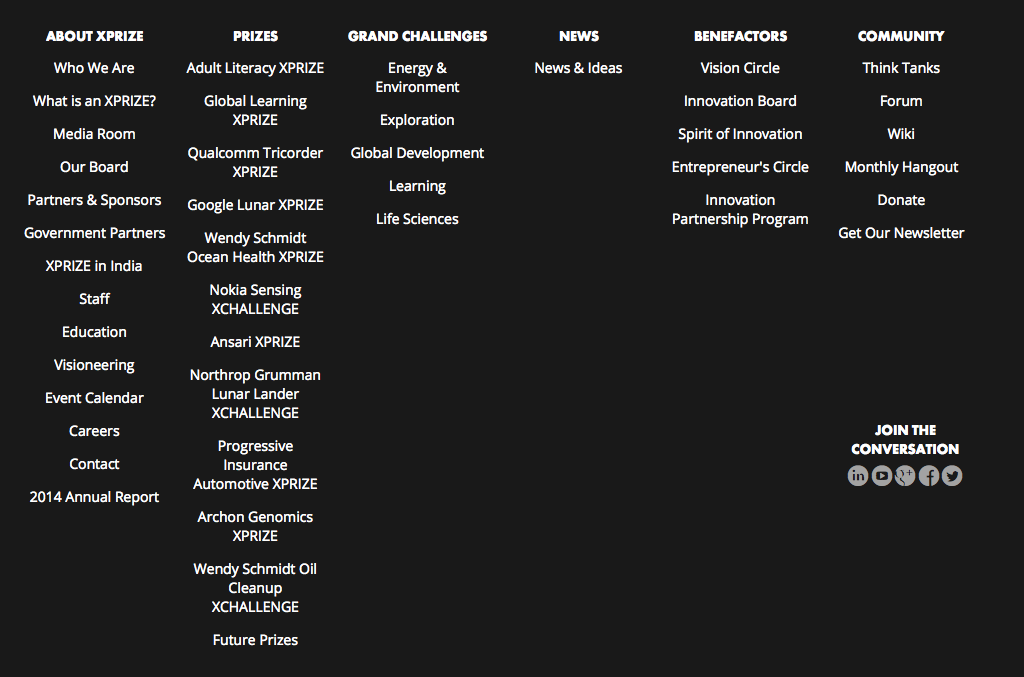 ABOUT XPRIZE
Who We Are
What is an XPRIZE?
Media Room
Our Board
Partners & Sponsors
Government Partners
XPRIZE in India
Staff
Education
Visioneering
Event Calendar
Careers
Contact
2014 Annual Report
PRIZES
Adult Literacy XPRIZE
Global Learning
XPRIZE
Qualcomm Tricorder
XPRIZE
Google Lunar XPRIZE
Wendy Schmidt
Ocean Health XPRIZE
Nokia Sensing
XCHALLENGE
Ansari XPRIZE
Northrop Grumman
Lunar Lander
XCHALLENGE
Progressive
Insurance
Automotive XPRIZE
Archon Genomics
XPRIZE
Wendy Schmidt Oil
Cleanup
XCHALLENGE
Future Prizes
GRAND CHALLENGES
Energy &
Environment
Exploration
Global Development
Learning
Life Sciences
NEWS
News & Ideas
BENEFACTORS
Vision Circle
Innovation Board
Spirit of Innovation
Entrepreneur's Circle
Innovation
Partnership Program
COMMUNITY
Think Tanks
Forum
Wiki
Monthly Hangout
Donate
Get Our Newsletter
JOIN THE
CONVERSATION